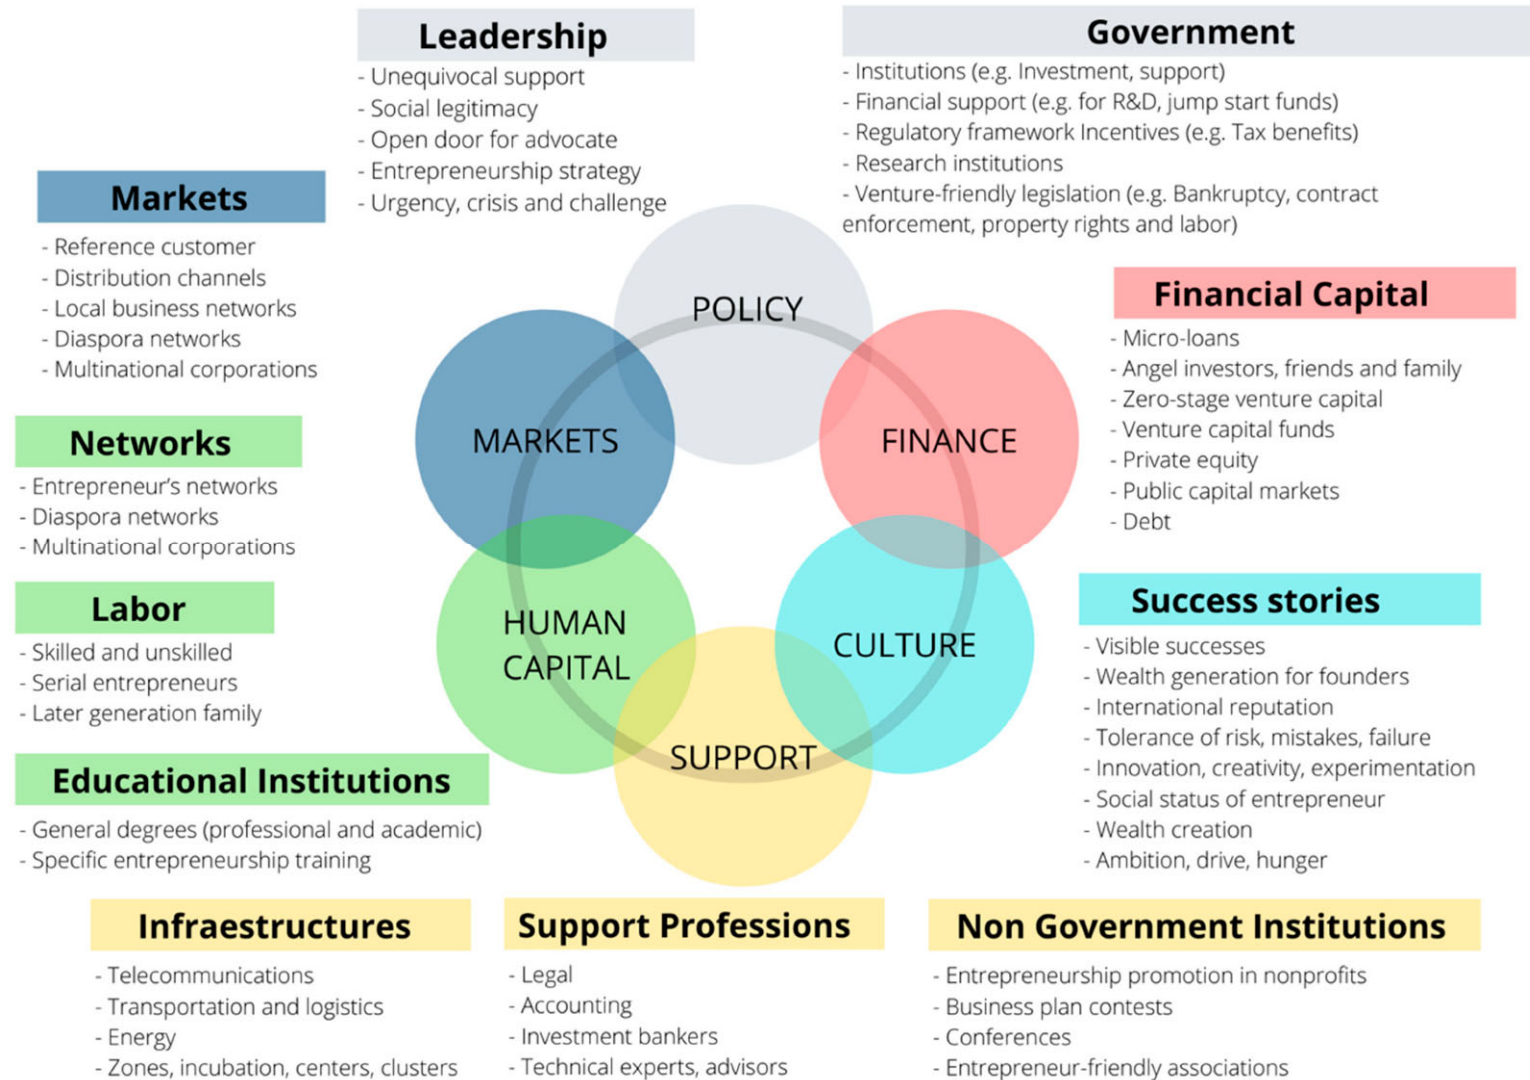 Leadership
- Unequivocal support
- Social legitimacy
- Open door for advocate
- Entrepreneurship strategy
- Urgency, crisis and challenge
Government
- Institutions (e.g. Investment, support)
- Financial support (e.g. for R&D, jump start funds)
- Regulatory framework Incentives (e.g. Tax benefits)
- Research institutions
- Venture-friendly legislation (e.g. Bankruptcy, contract
enforcement, property rights and labor)
Markets
- Reference customer
- Distribution channels
- Local business networks
- Diaspora networks
- Multinational corporations
Networks
- Entrepreneur’s networks
- Diaspora networks
- Multinational corporations
Labor
- Skilled and unskilled
- Serial entrepreneurs
- Later generation family
Educational Institutions
- General degrees (professional and academic)
- Specific entrepreneurship training
POLICY
MARKETS
FINANCE
HUMAN
CAPITAL
CULTURE
SUPPORT
Financial Capital
- Micro-loans
- Angel investors, friends and family
- Zero-stage venture capital
- Venture capital funds
- Private equity
- Public capital markets
- Debt
Success stories
- Visible successes
- Wealth generation for founders
- International reputation
- Tolerance of risk, mistakes, failure
- Innovation, creativity, experimentation
- Social status of entrepreneur
- Wealth creation
- Ambition, drive, hunger
Infraestructures
- Telecommunications
- Transportation and logistics
- Energy
- Zones, incubation, centers, clusters
Support Professions
- Legal
- Accounting
- Investment bankers
- Technical experts, advisors
Non Government Institutions
- Entrepreneurship promotion in nonprofits
- Business plan contests
- Conferences
- Entrepreneur-friendly associations